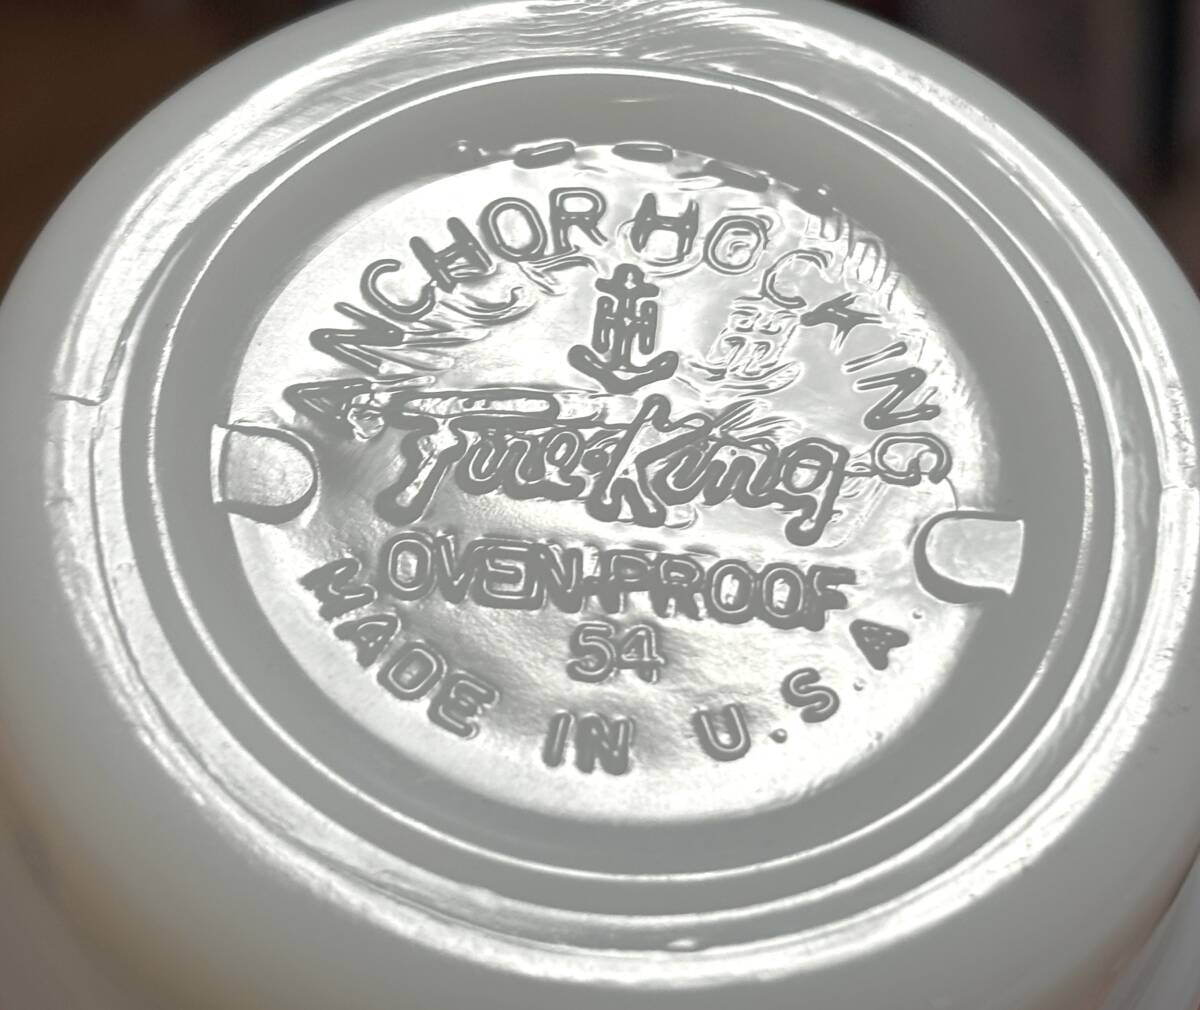 ANCHOR HOCKING
Fire King
OVEN-PROOF
54
MADE IN U.S.A.